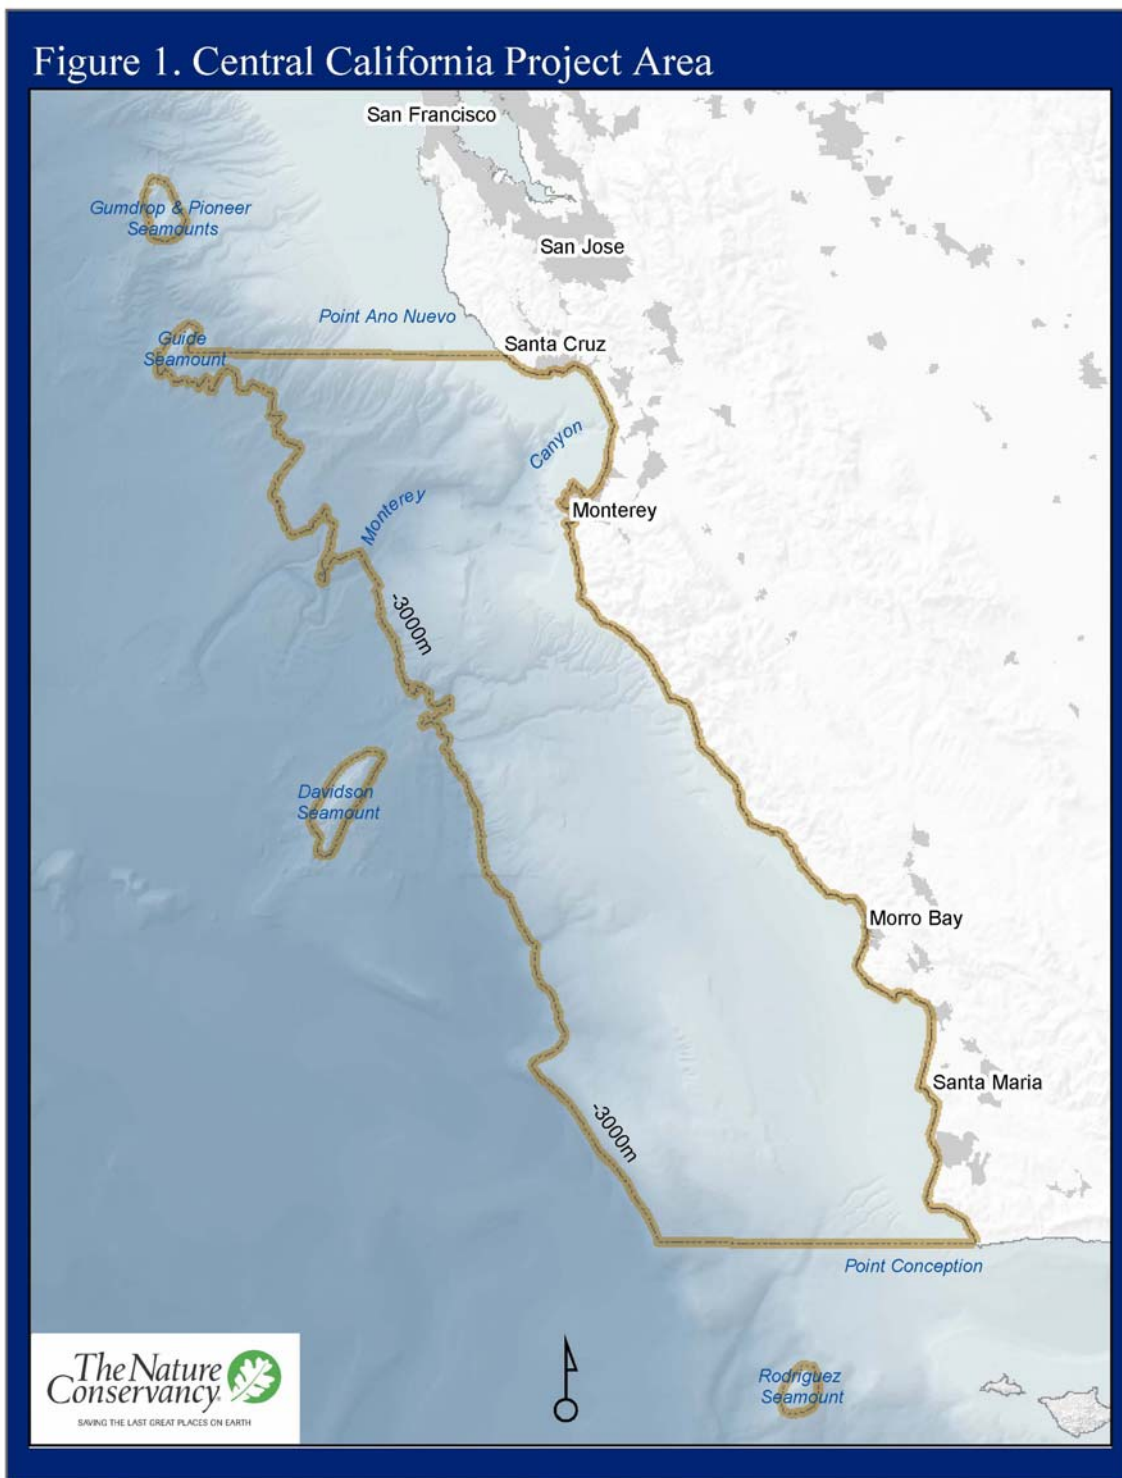 Figure 1. Central California Project Area
San Francisco
Gumdrop & Pioneer
Seamounts
San Jose
Point Ano Nuevo
Guide
Seamount
Santa Cruz
Canyon
Monterey
Monterey
-3000m
Davidson
Seamount
Morro Bay
Santa Maria
-3000m
Point Conception
The Nature
Conservancy
SAVING THE LAST GREAT PLACES ON EARTH
Rodriguez
Seamount